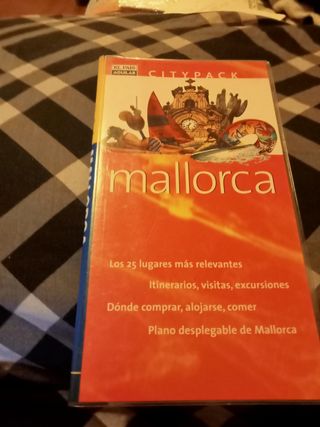 EL PAIS
AGUILAR
CITYPACK
mallorca
Los 25 lugares más relevantes
Itinerarios, visitas, excursiones
Dónde comprar, alojarse, comer
Plano desplegable de Mallorca